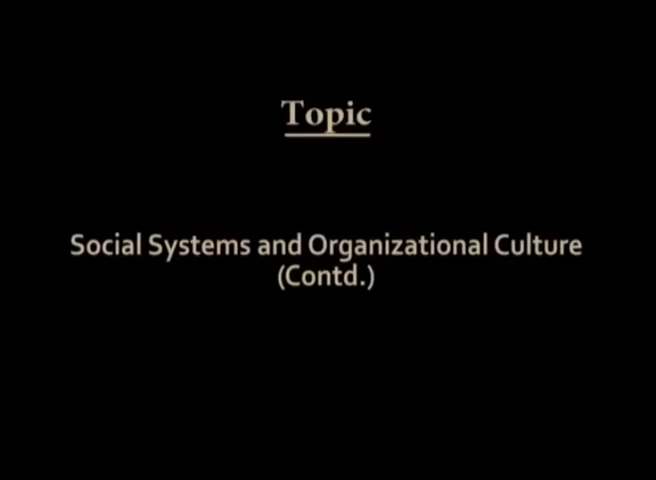 Topic
Social Systems and Organizational Culture
(Contd.)